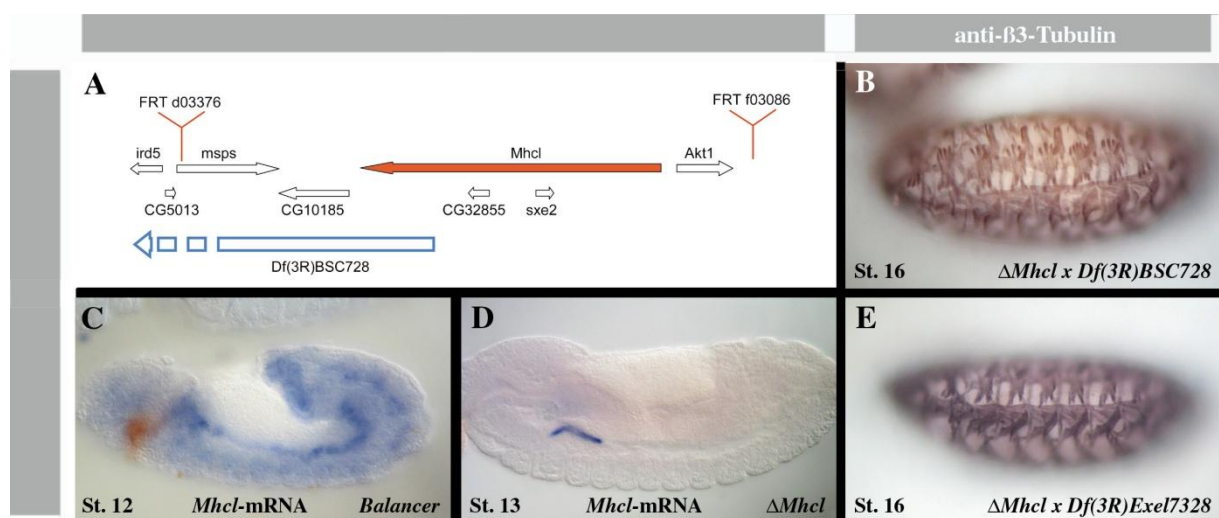 anti-ß3-Tubulin
A
FRT d03376
FRT f03086
ird5
msps
Mhcl
Akt1
CG5013
CG10185
CG32855
sxe2
Df(3R)BSC728
B
St. 16 ΔMhcl x Df(3R)BSC728
C
St. 12 Mhcl-mRNA Balancer
D
St. 13 Mhcl-mRNA ΔMhcl
E
St. 16 ΔMhcl x Df(3R)Exel7328